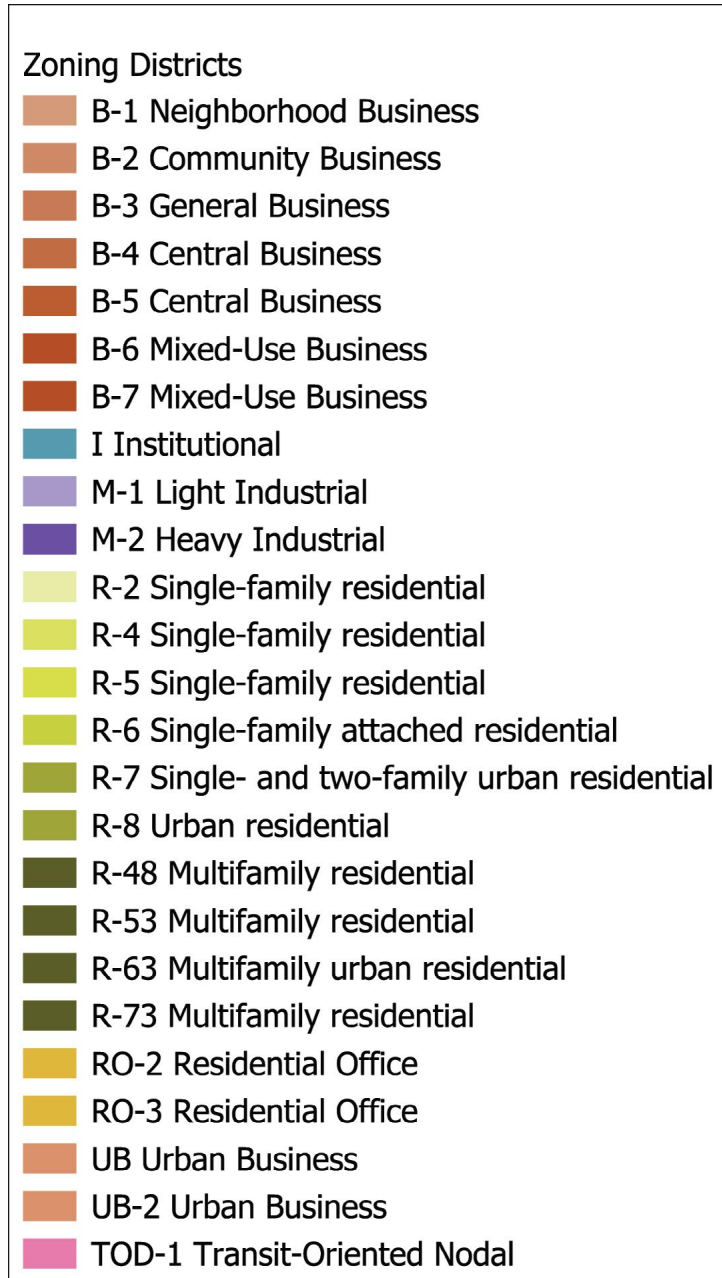 Zoning Districts
B-1 Neighborhood Business
B-2 Community Business
B-3 General Business
B-4 Central Business
B-5 Central Business
B-6 Mixed-Use Business
B-7 Mixed-Use Business
I Institutional
M-1 Light Industrial
M-2 Heavy Industrial
R-2 Single-family residential
R-4 Single-family residential
R-5 Single-family residential
R-6 Single-family attached residential
R-7 Single- and two-family urban residential
R-8 Urban residential
R-48 Multifamily residential
R-53 Multifamily residential
R-63 Multifamily urban residential
R-73 Multifamily residential
RO-2 Residential Office
RO-3 Residential Office
UB Urban Business
UB-2 Urban Business
TOD-1 Transit-Oriented Nodal